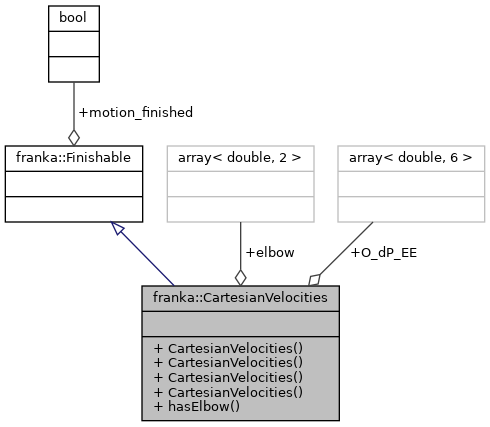 bool
+motion_finished
franka::Finishable
array< double, 2 >
array< double, 6 >
+elbow
+O_dP_EE
franka::CartesianVelocities
+ CartesianVelocities()
+ CartesianVelocities()
+ CartesianVelocities()
+ CartesianVelocities()
+ hasElbow()